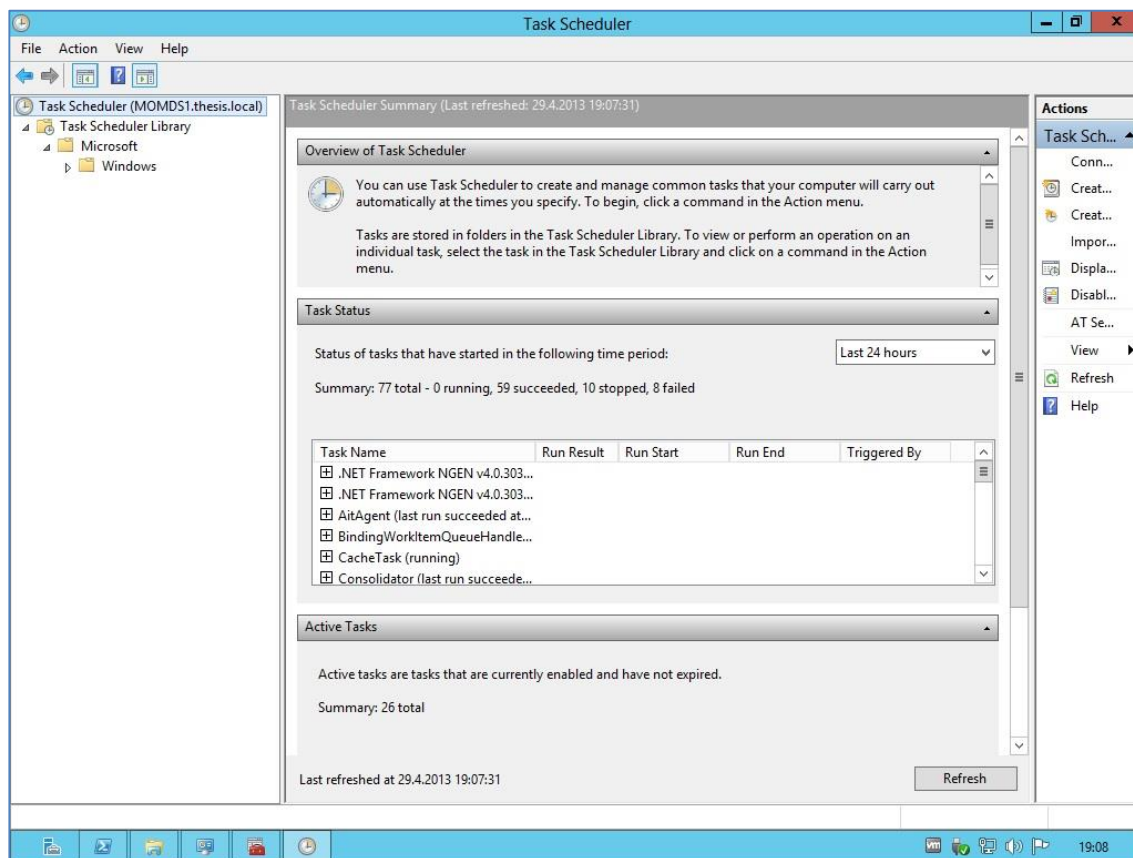 Task Scheduler
File Action View Help
Task Scheduler (MOMDS1.thesis.local)
Task Scheduler Library
Microsoft
Windows
Task Scheduler Summary (Last refreshed: 29.4.2013 19:07:31)
Overview of Task Scheduler
You can use Task Scheduler to create and manage common tasks that your computer will carry out
automatically at the times you specify. To begin, click a command in the Action menu.
Tasks are stored in folders in the Task Scheduler Library. To view or perform an operation on an
individual task, select the task in the Task Scheduler Library and click on a command in the Action
menu.
Task Status
Status of tasks that have started in the following time period:
Last 24 hours
Summary: 77 total - 0 running, 59 succeeded, 10 stopped, 8 failed
Task Name Run Result Run Start Run End Triggered By
.NET Framework NGEN v4.0.303...
.NET Framework NGEN v4.0.303...
AitAgent (last run succeeded at...
BindingWorkItemQueueHandle...
CacheTask (running)
Consolidator (last run succeede...
Active Tasks
Active tasks are tasks that are currently enabled and have not expired.
Summary: 26 total
Last refreshed at 29.4.2013 19:07:31
Refresh
Actions
Task Sch...
Conn...
Creat...
Creat...
Impor...
Displa...
Disabl...
AT Se...
View
Refresh
Help
19:08